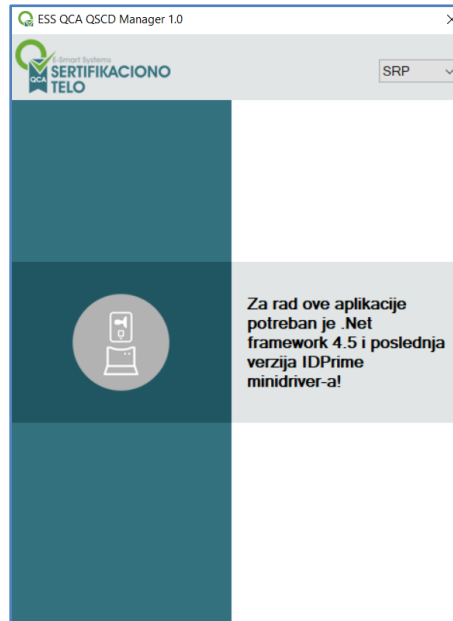 ESS QCA QSCD Manager 1.0
E-Smart Systems
SERTIFIKACIONO
TELO
QCA
SRP
Za rad ove aplikacije
potreban je .Net
framework 4.5 i poslednja
verzija IDPrime
minidriver-a!